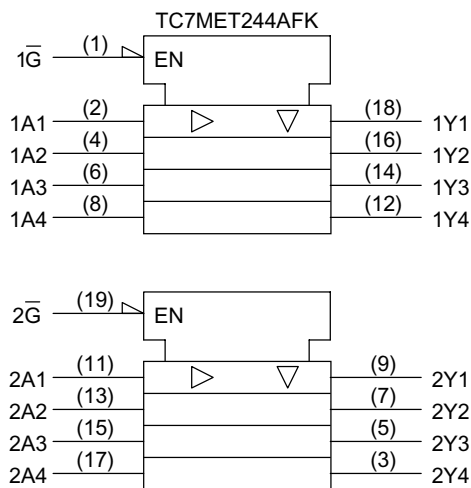 TC7MET244AFK
1G̅ (1) EN
1A1 (2) (18) 1Y1
1A2 (4) (16) 1Y2
1A3 (6) (14) 1Y3
1A4 (8) (12) 1Y4
2G̅ (19) EN
2A1 (11) (9) 2Y1
2A2 (13) (7) 2Y2
2A3 (15) (5) 2Y3
2A4 (17) (3) 2Y4